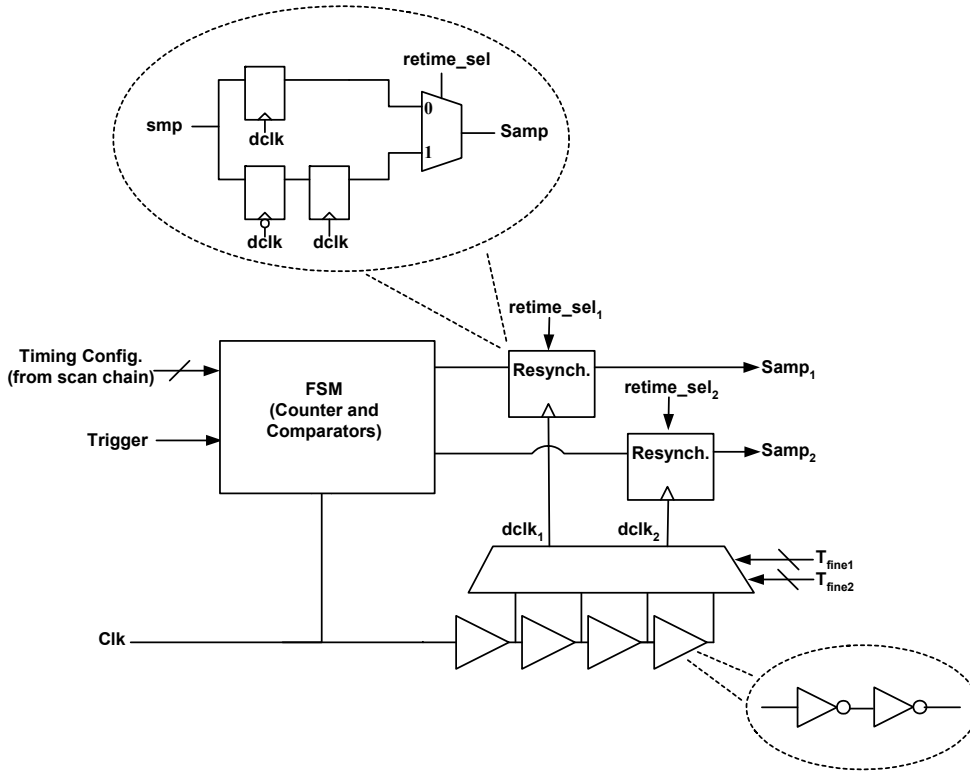 retime_sel
0
smp
Samp
dclk
1
dclk
dclk
retime_sel1
Timing Config.
(from scan chain)
FSM
(Counter and
Comparators)
Resynch.
Samp1
retime_sel2
Trigger
Resynch.
Samp2
dclk1
dclk2
Tfine1
Tfine2
Clk